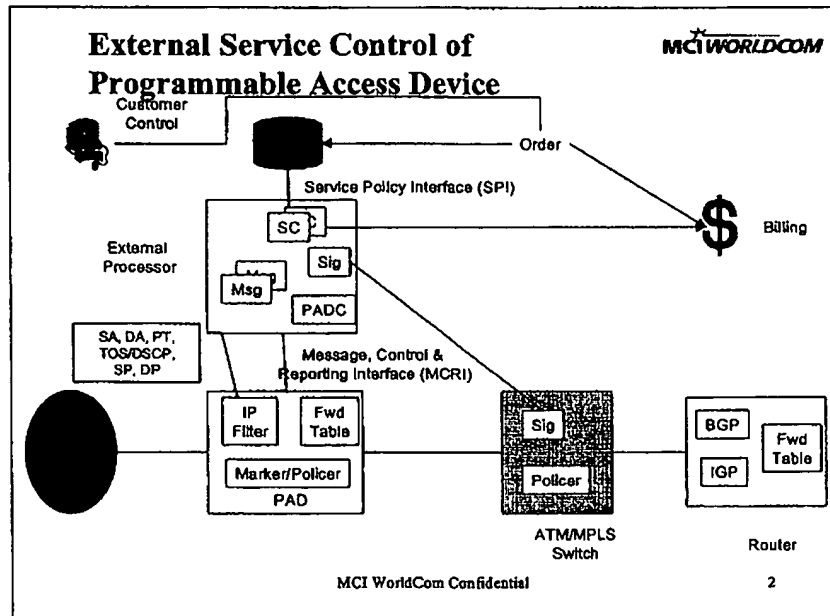 External Service Control of
Programmable Access Device
MCI WORLDCOM
Customer
Control
Order
Service Policy Interface (SPI)
SC
External
Processor
Sig
Msg
PADC
$
Billing
SA, DA, PT,
TOS/DSCP,
SP, DP
Message, Control &
Reporting Interface (MCRI)
IP
Filter
Fwd
Table
Marker/Policer
PAD
Sig
Policer
ATM/MPLS
Switch
BGP
IGP
Fwd
Table
Router
MCI WorldCom Confidential
2